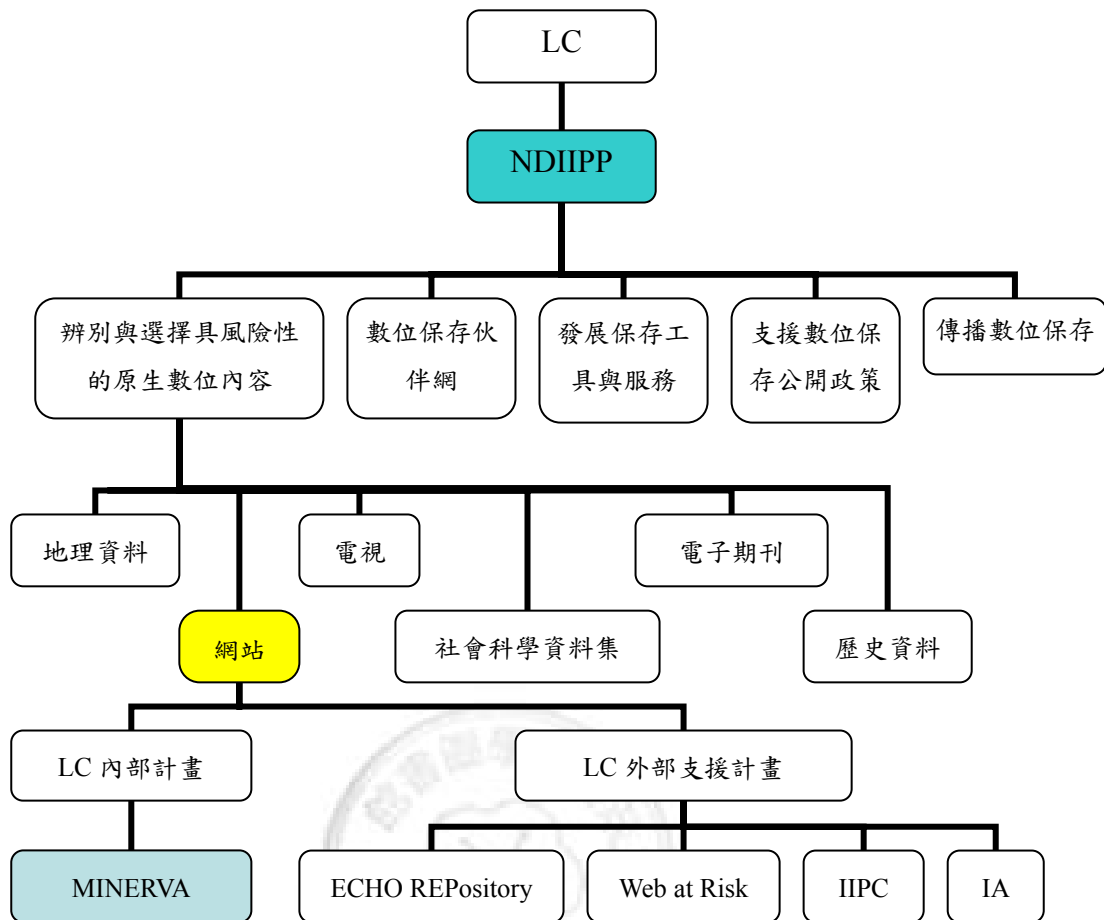 LC
NDIIPP
辨別與選擇具風險性
的原生數位內容
數位保存伙
伴網
發展保存工
具與服務
支援數位保
存公開政策
傳播數位保存
地理資料
電視
電子期刊
網站
社會科學資料集
歷史資料
LC 內部計畫
LC 外部支援計畫
MINERVA
ECHO REPository
Web at Risk
IIPC
IA